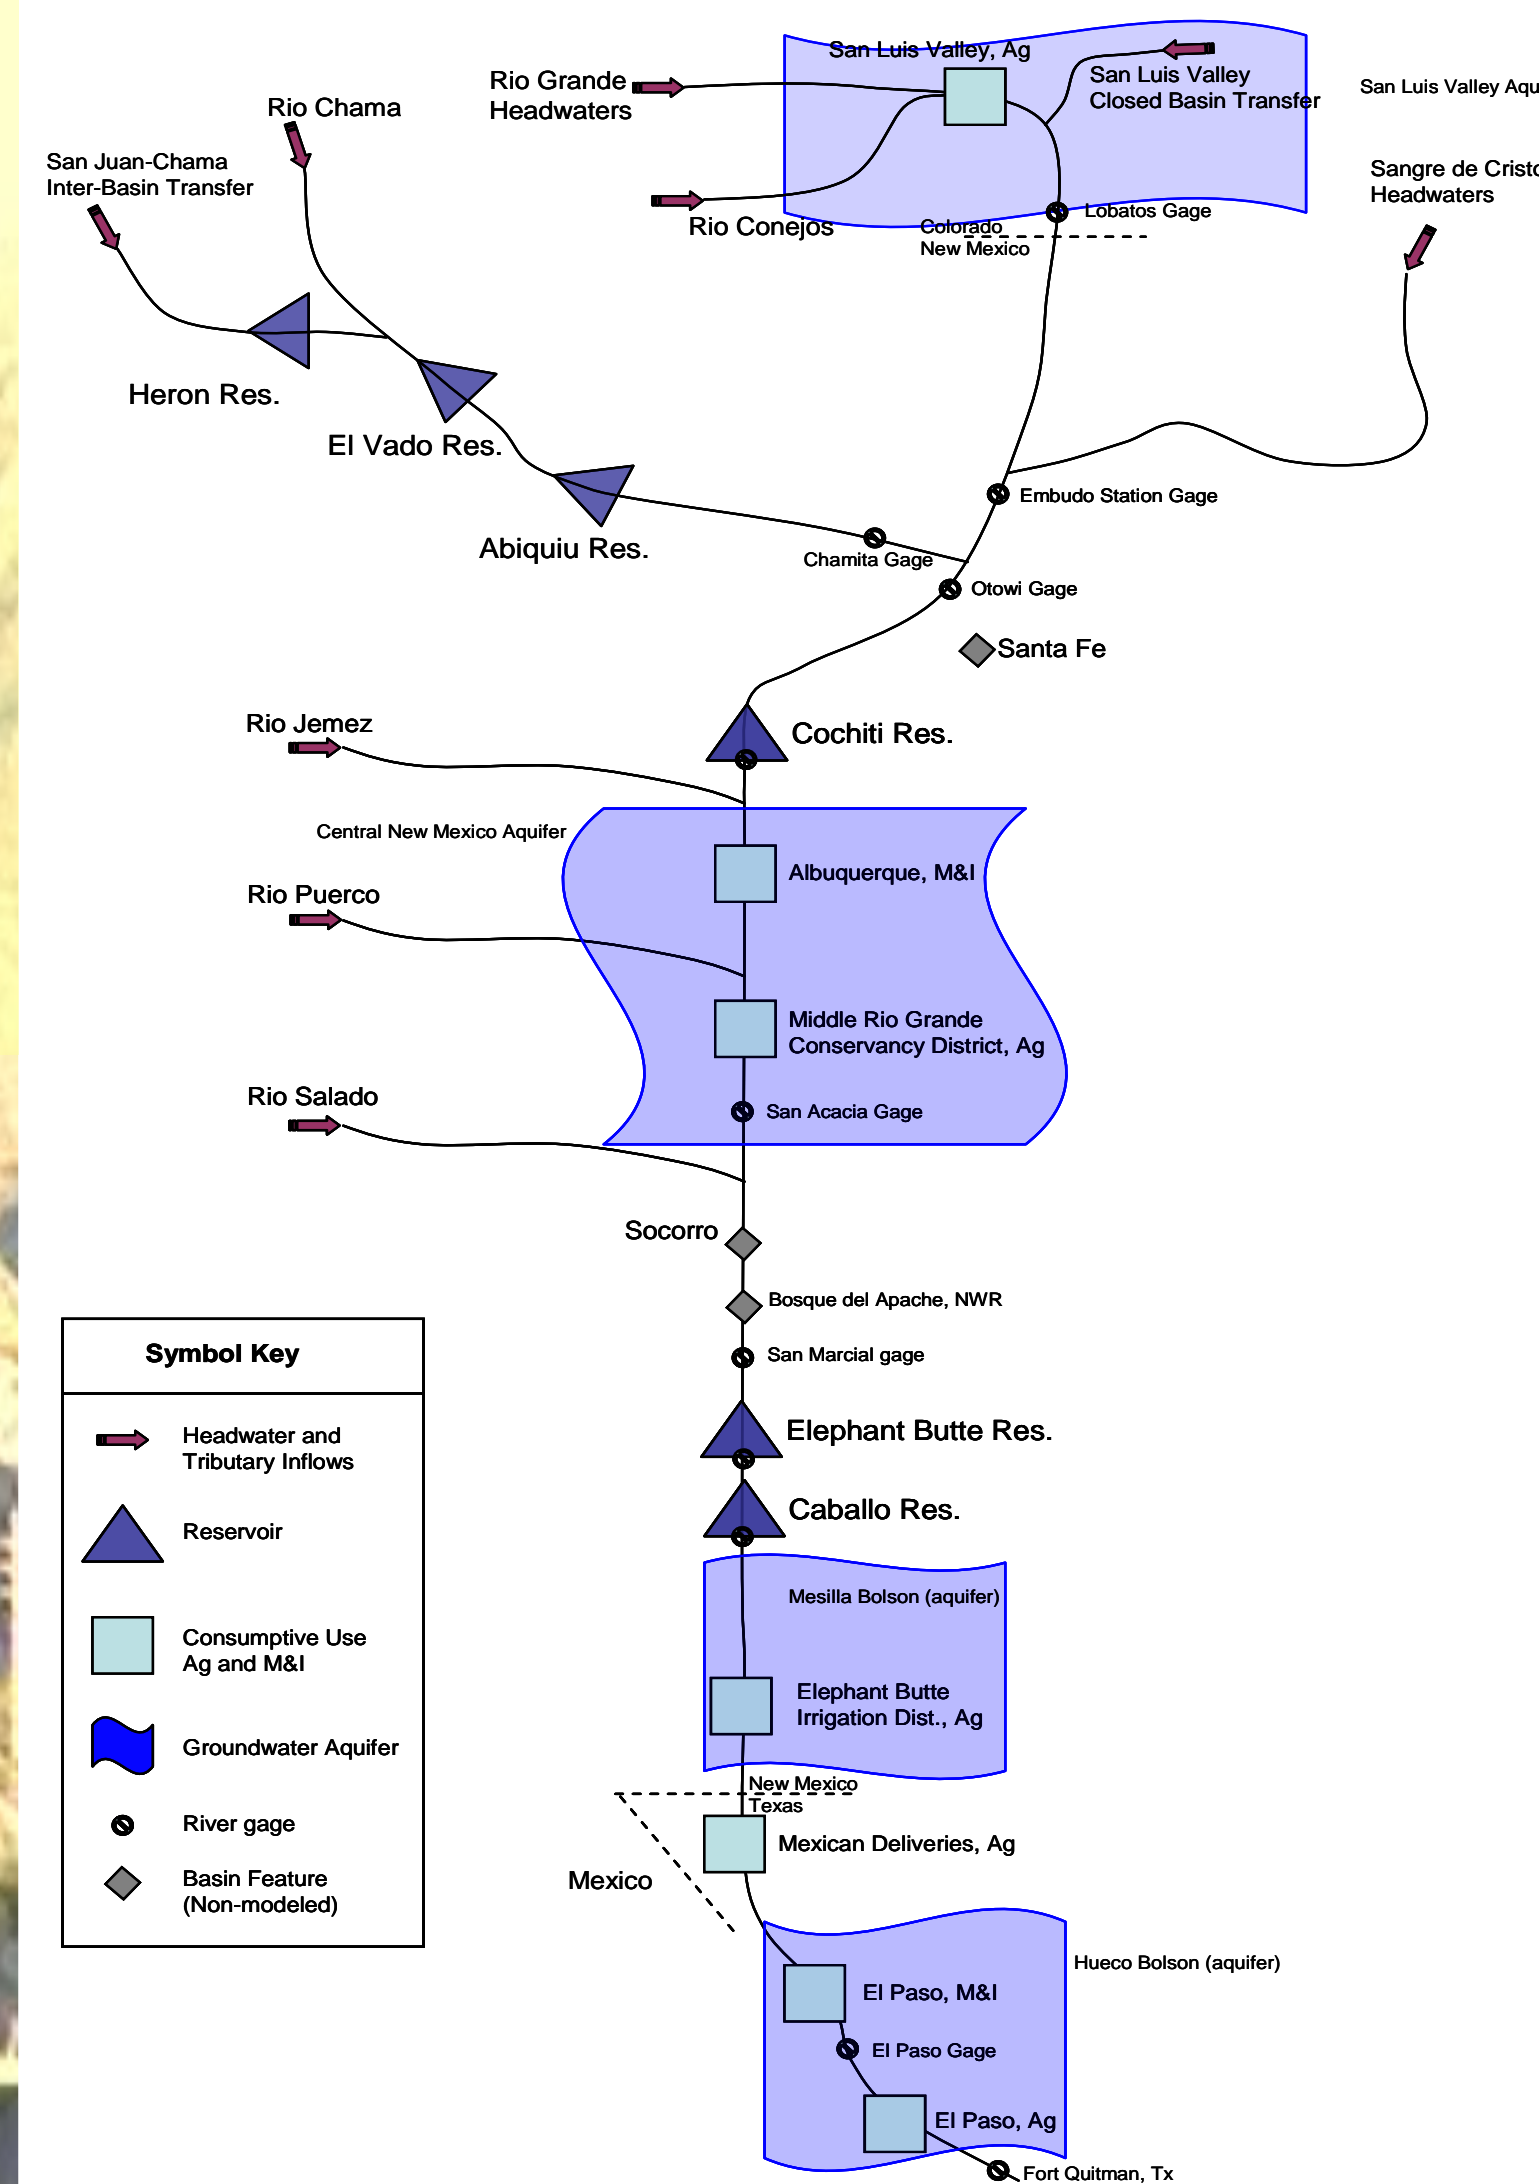 San Luis Valley, Ag
Rio Grande
Headwaters
San Luis Valley
Closed Basin Transfer
San Luis Valley
Rio Chama
San Juan-Chama
Inter-Basin Transfer
Sangre de
Headwaters
Rio Conejos
Lobatos Gage
Colorado
New Mexico
Heron Res.
El Vado Res.
Embudo Station Gage
Abiquiu Res.
Chamita Gage
Otowi Gage
Santa Fe
Rio Jemez
Cochiti Res.
Central New Mexico Aquifer
Albuquerque, M&I
Rio Puerco
Middle Rio Grande
Conservancy District, Ag
Rio Salado
San Acacia Gage
Socorro
Bosque del Apache, NWR
San Marcial gage
Elephant Butte Res.
Caballo Res.
Mesilla Bolson (aquifer)
Elephant Butte
Irrigation Dist., Ag
New Mexico
Texas
Mexican Deliveries, Ag
Mexico
Hueco Bolson (aquifer)
El Paso, M&I
El Paso Gage
El Paso, Ag
Fort Quitman, Tx
Symbol Key
Headwater and
Tributary Inflows
Reservoir
Consumptive Use
Ag and M&I
Groundwater Aquifer
River gage
Basin Feature
(Non-modeled)